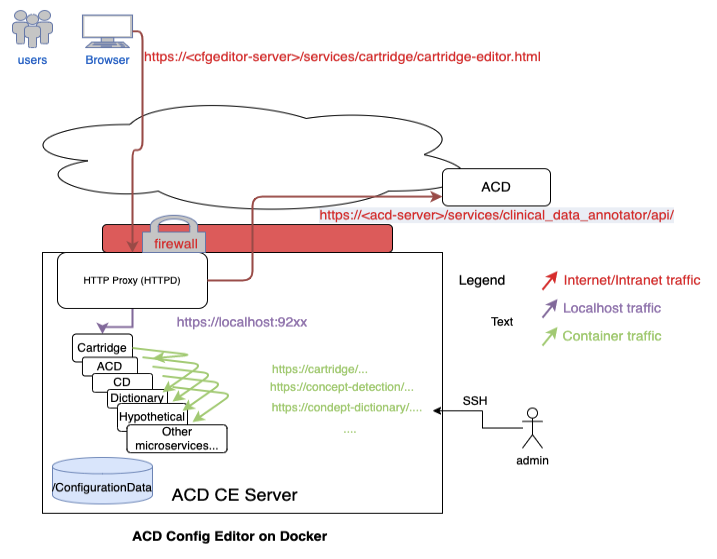 users
Browser
https://<cfgeditor-server>/services/cartridge/cartridge-editor.html
ACD
https://<acd-server>/services/clinical_data_annotator/api/
firewall
HTTP Proxy (HTTPD)
Legend
Internet/Intranet traffic
Localhost traffic
Text
Container traffic
https://localhost:92xx
Cartridge
ACD
CD
Dictionary
Hypothetical
Other
microservices...
https://cartridge/...
https://concept-detection/...
https://condept-dictionary/....
....
SSH
admin
/ConfigurationData
ACD CE Server
ACD Config Editor on Docker